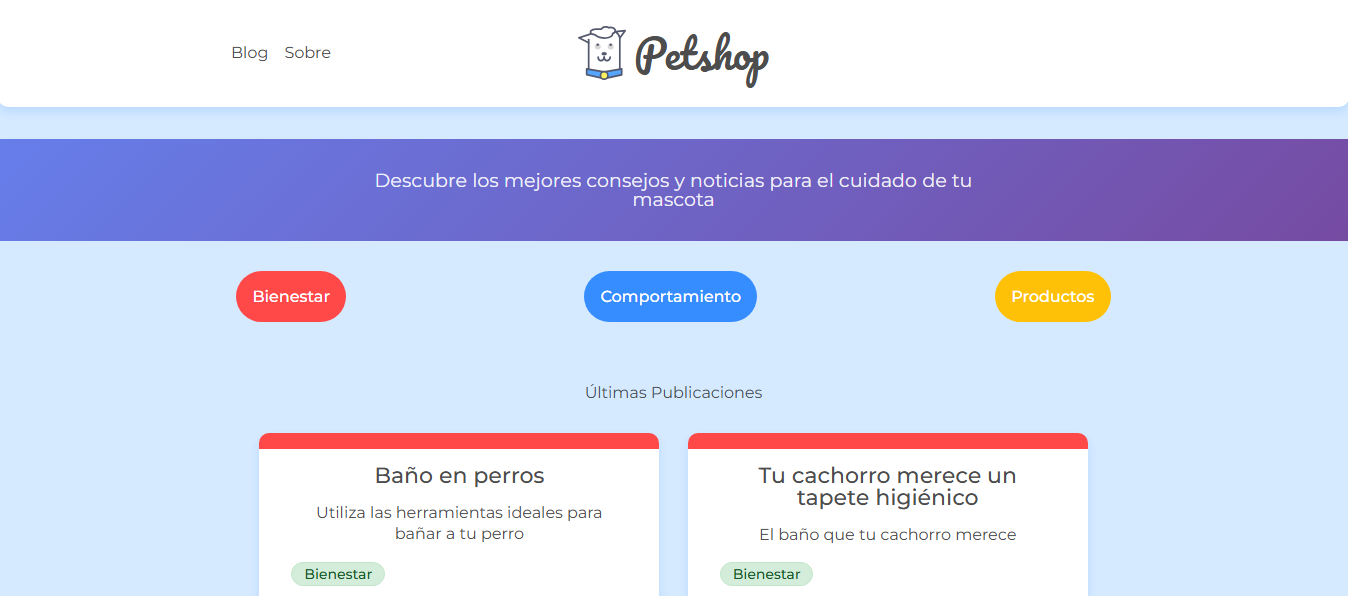 Blog Sobre
Petshop
Descubre los mejores consejos y noticias para el cuidado de tu
mascota
Bienestar
Comportamiento
Productos
Últimas Publicaciones
Baño en perros
Utiliza las herramientas ideales para
bañar a tu perro
Bienestar
Tu cachorro merece un
tapete higiénico
El baño que tu cachorro merece
Bienestar